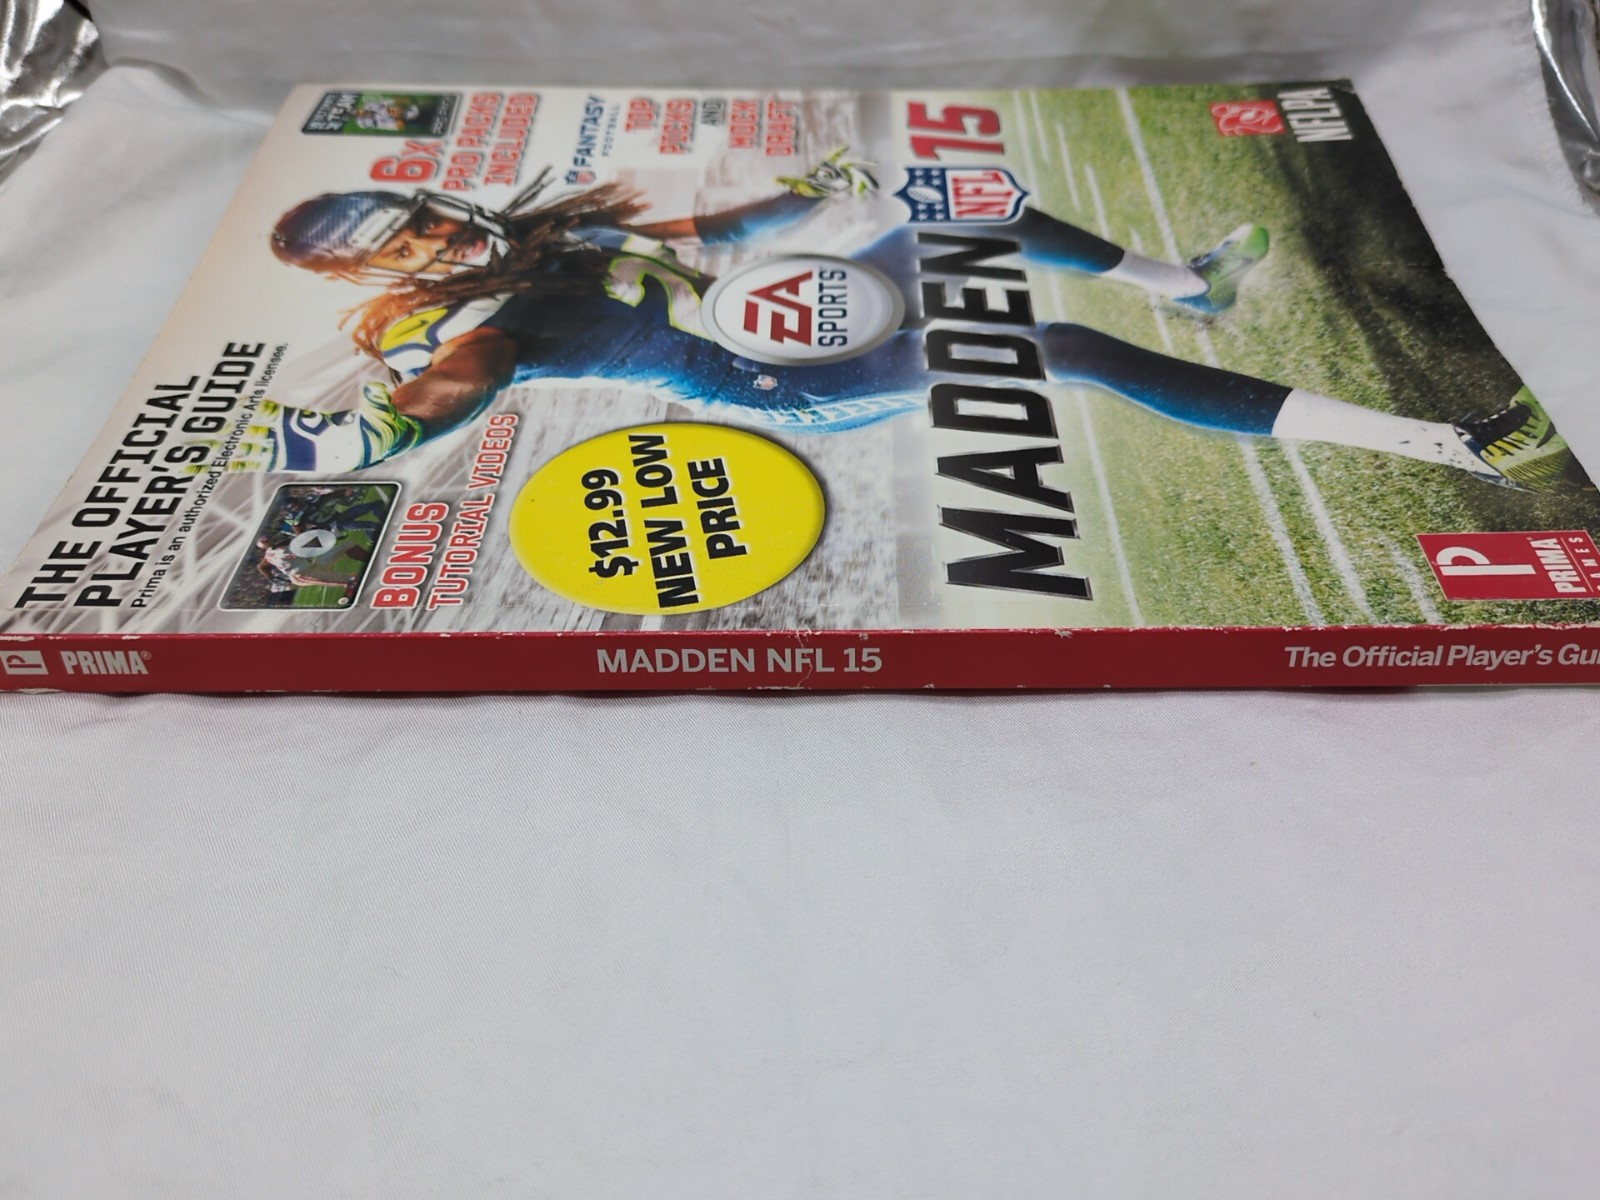 THE OFFICIAL
PLAYER'S GUIDE
Prima is an authorized Electronic Arts licensee.
6x
PRO PACKS
INCLUDED
FANTASY
FOOTBALL
TOP
PICKS
AND
MOCK
DRAFT
BONUS
TUTORIAL VIDEOS
$12.99
NEW LOW
PRICE
EA
SPORTS
MADDEN NFL 15
NFLPA
P
PRIMA
P PRIMA® MADDEN NFL 15 The Official Player's Gui